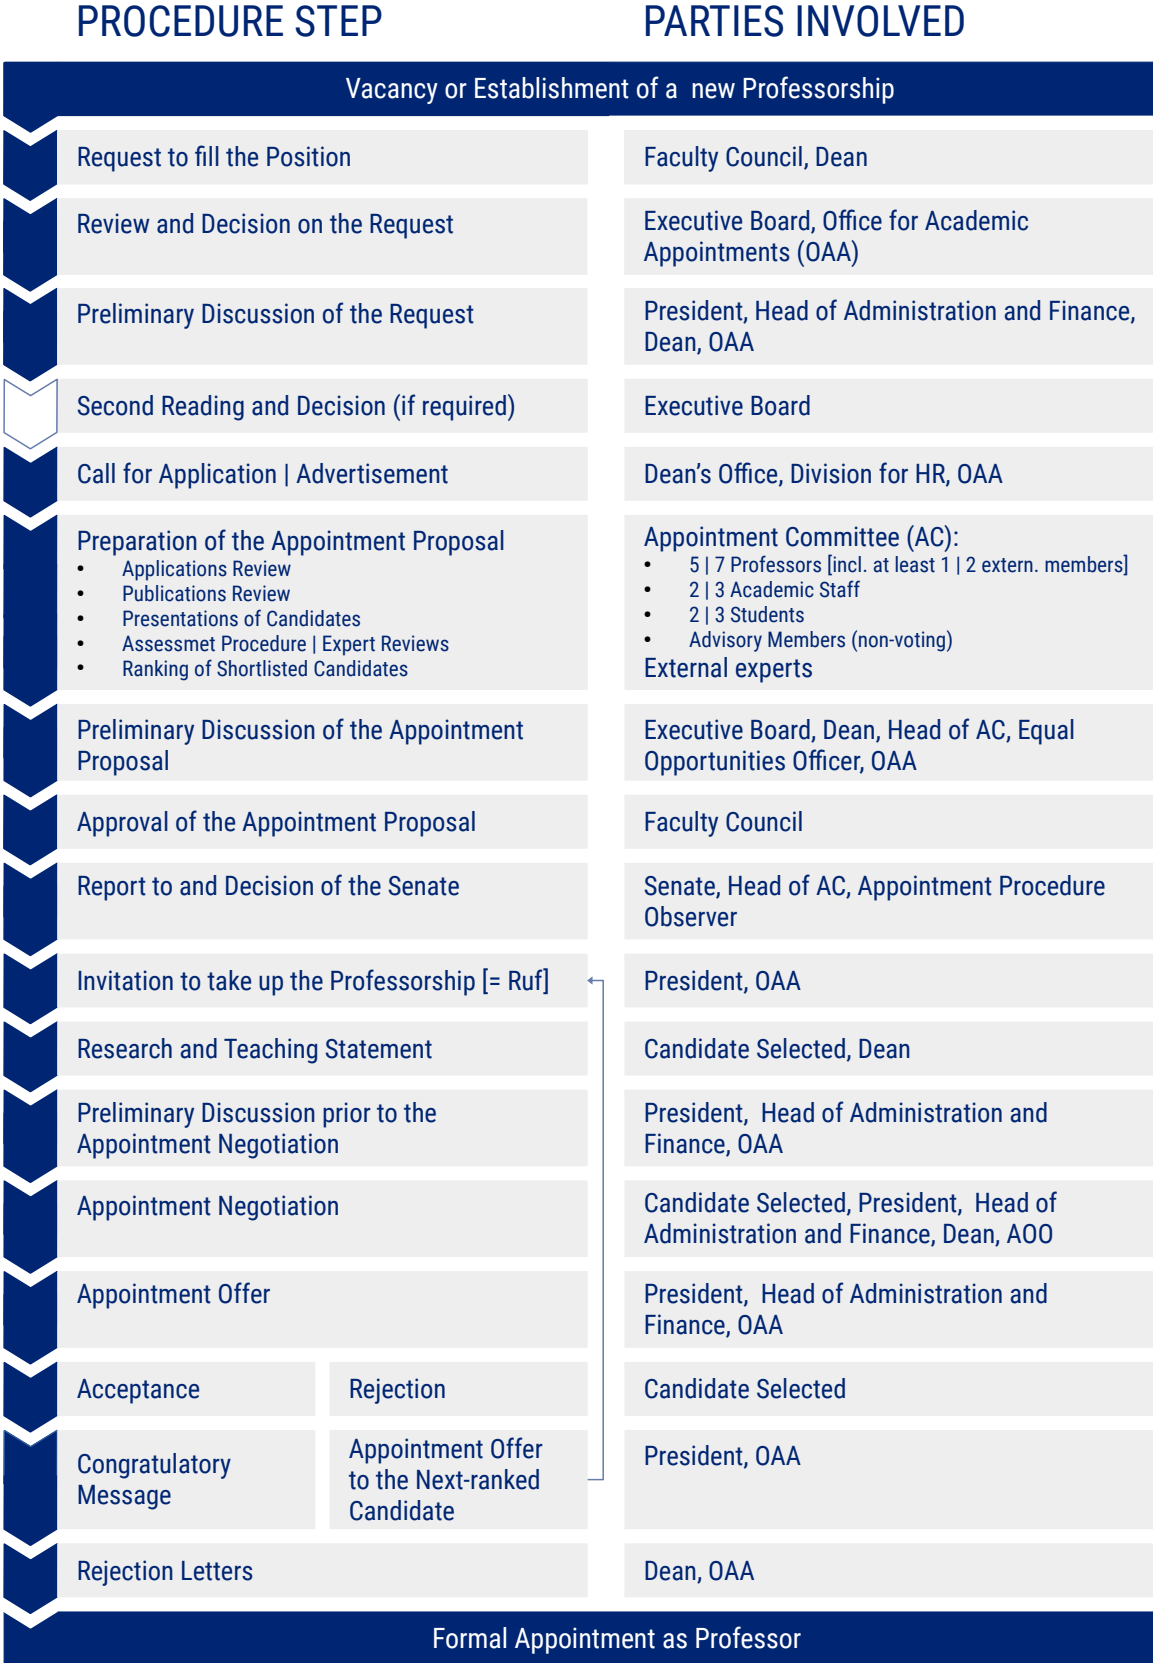 PROCEDURE STEP
PARTIES INVOLVED
Vacancy or Establishment of a  new Professorship
Request to fill the Position
Faculty Council, Dean
Review and Decision on the Request
Executive Board, Office for Academic
Appointments (OAA)
Preliminary Discussion of the Request
President, Head of Administration and Finance,
Dean, OAA
Second Reading and Decision (if required)
Executive Board
Call for Application | Advertisement
Dean's Office, Division for HR, OAA
Preparation of the Appointment Proposal
• Applications Review
• Publications Review
• Presentations of Candidates
• Assessmet Procedure | Expert Reviews
• Ranking of Shortlisted Candidates
Appointment Committee (AC):
• 5 | 7 Professors [incl. at least 1 | 2 extern. members]
• 2 | 3 Academic Staff
• 2 | 3 Students
• Advisory Members (non-voting)
External experts
Preliminary Discussion of the Appointment
Proposal
Executive Board, Dean, Head of AC, Equal
Opportunities Officer, OAA
Approval of the Appointment Proposal
Faculty Council
Report to and Decision of the Senate
Senate, Head of AC, Appointment Procedure
Observer
Invitation to take up the Professorship [= Ruf]
President, OAA
Research and Teaching Statement
Candidate Selected, Dean
Preliminary Discussion prior to the
Appointment Negotiation
President,  Head of Administration and
Finance, OAA
Appointment Negotiation
Candidate Selected, President,  Head of
Administration and Finance, Dean, AOO
Appointment Offer
President,  Head of Administration and
Finance, OAA
Acceptance
Rejection
Candidate Selected
Congratulatory
Message
Appointment Offer
to the Next-ranked
Candidate
President, OAA
Rejection Letters
Dean, OAA
Formal Appointment as Professor